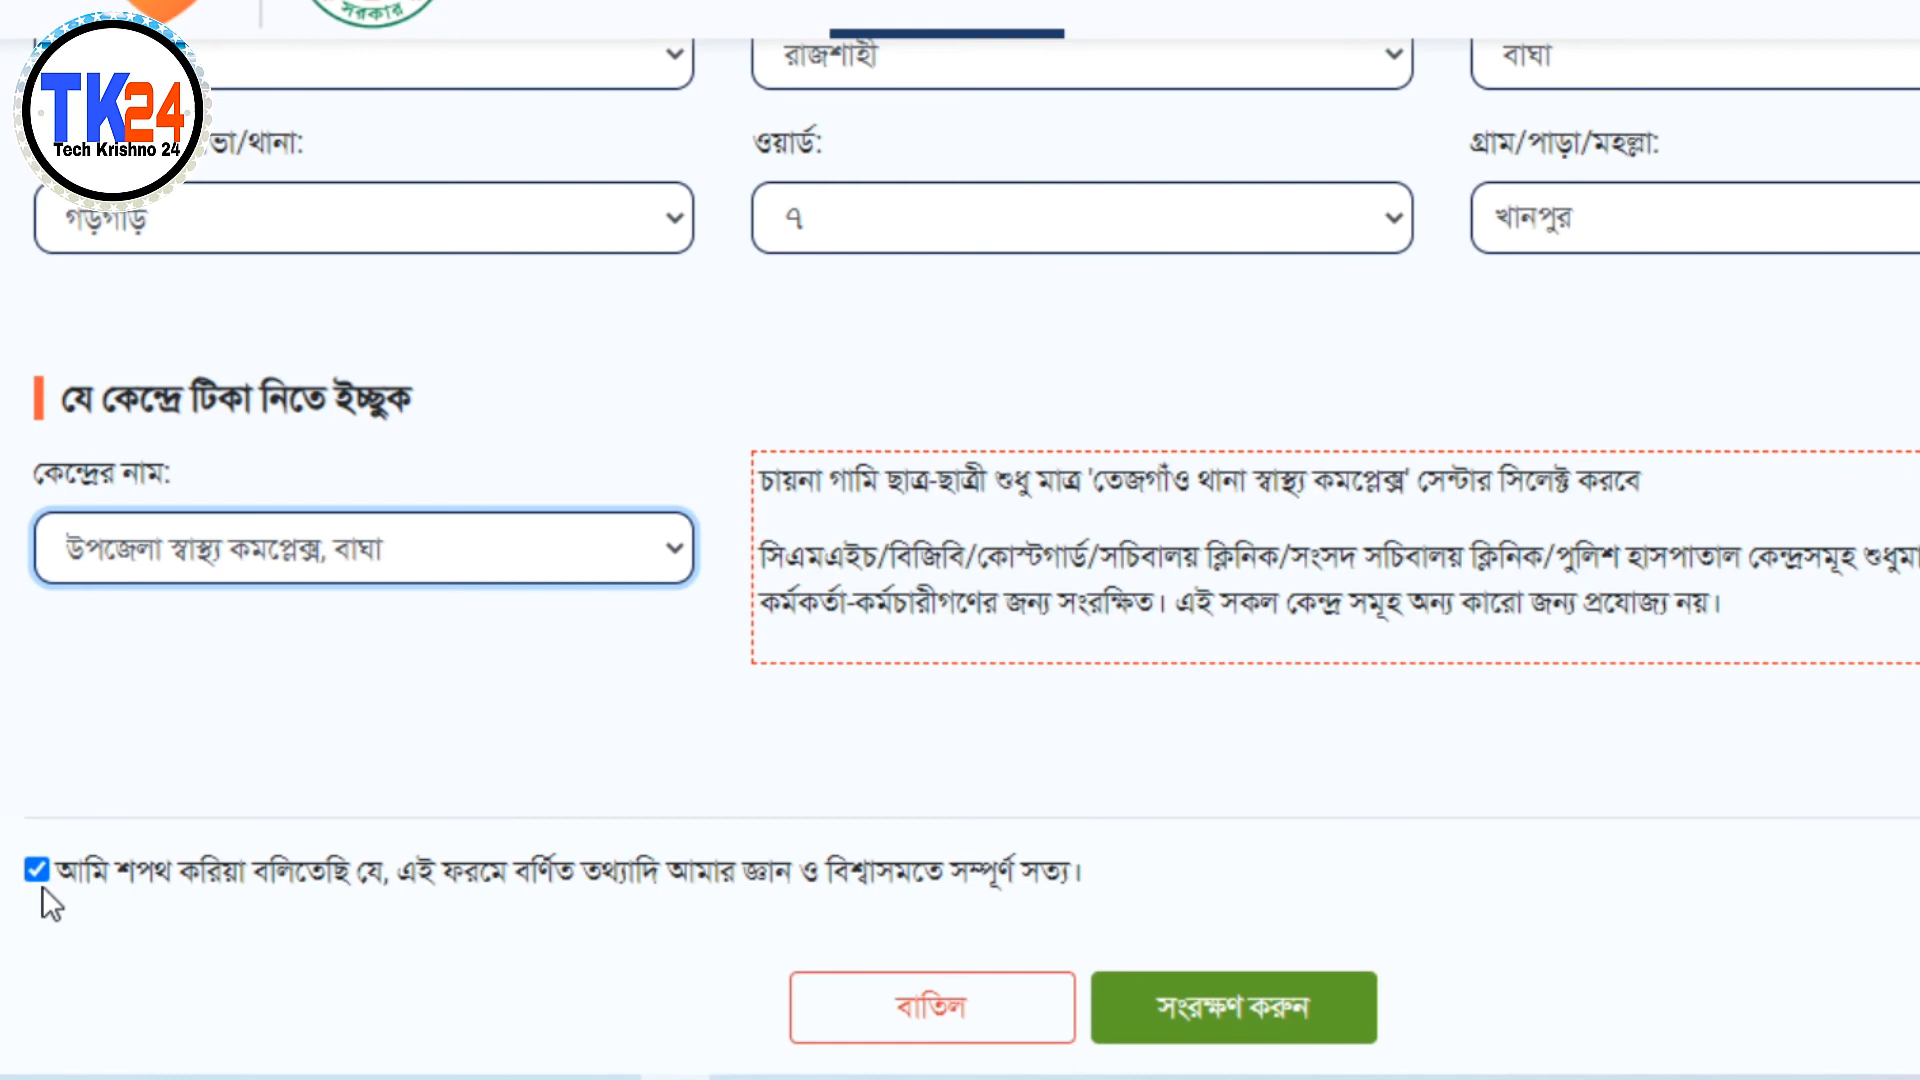 সরকার
TK24
Tech Krishno 24
রাজশাহী
বাঘা
ভা/থানা:
ওয়ার্ড:
গ্রাম/পাড়া/মহল্লা:
গড়গড়ি
৭
খানপুর
যে কেন্দ্রে টিকা নিতে ইচ্ছুক
কেন্দ্রের নাম:
উপজেলা স্বাস্থ্য কমপ্লেক্স, বাঘা
চায়না গামি ছাত্র-ছাত্রী শুধু মাত্র 'তেজগাঁও থানা স্বাস্থ্য কমপ্লেক্স' সেন্টার সিলেক্ট করবে
সিএমএইচ/বিজিবি/কোস্টগার্ড/সচিবালয় ক্লিনিক/সংসদ সচিবালয় ক্লিনিক/পুলিশ হাসপাতাল কেন্দ্রসমূহ শুধুমা
কর্মকর্তা-কর্মচারীগণের জন্য সংরক্ষিত। এই সকল কেন্দ্র সমূহ অন্য কারো জন্য প্রযোজ্য নয়।
আমি শপথ করিয়া বলিতেছি যে, এই ফরমে বর্ণিত তথ্যাদি আমার জ্ঞান ও বিশ্বাসমতে সম্পূর্ণ সত্য।
বাতিল
সংরক্ষণ করুন